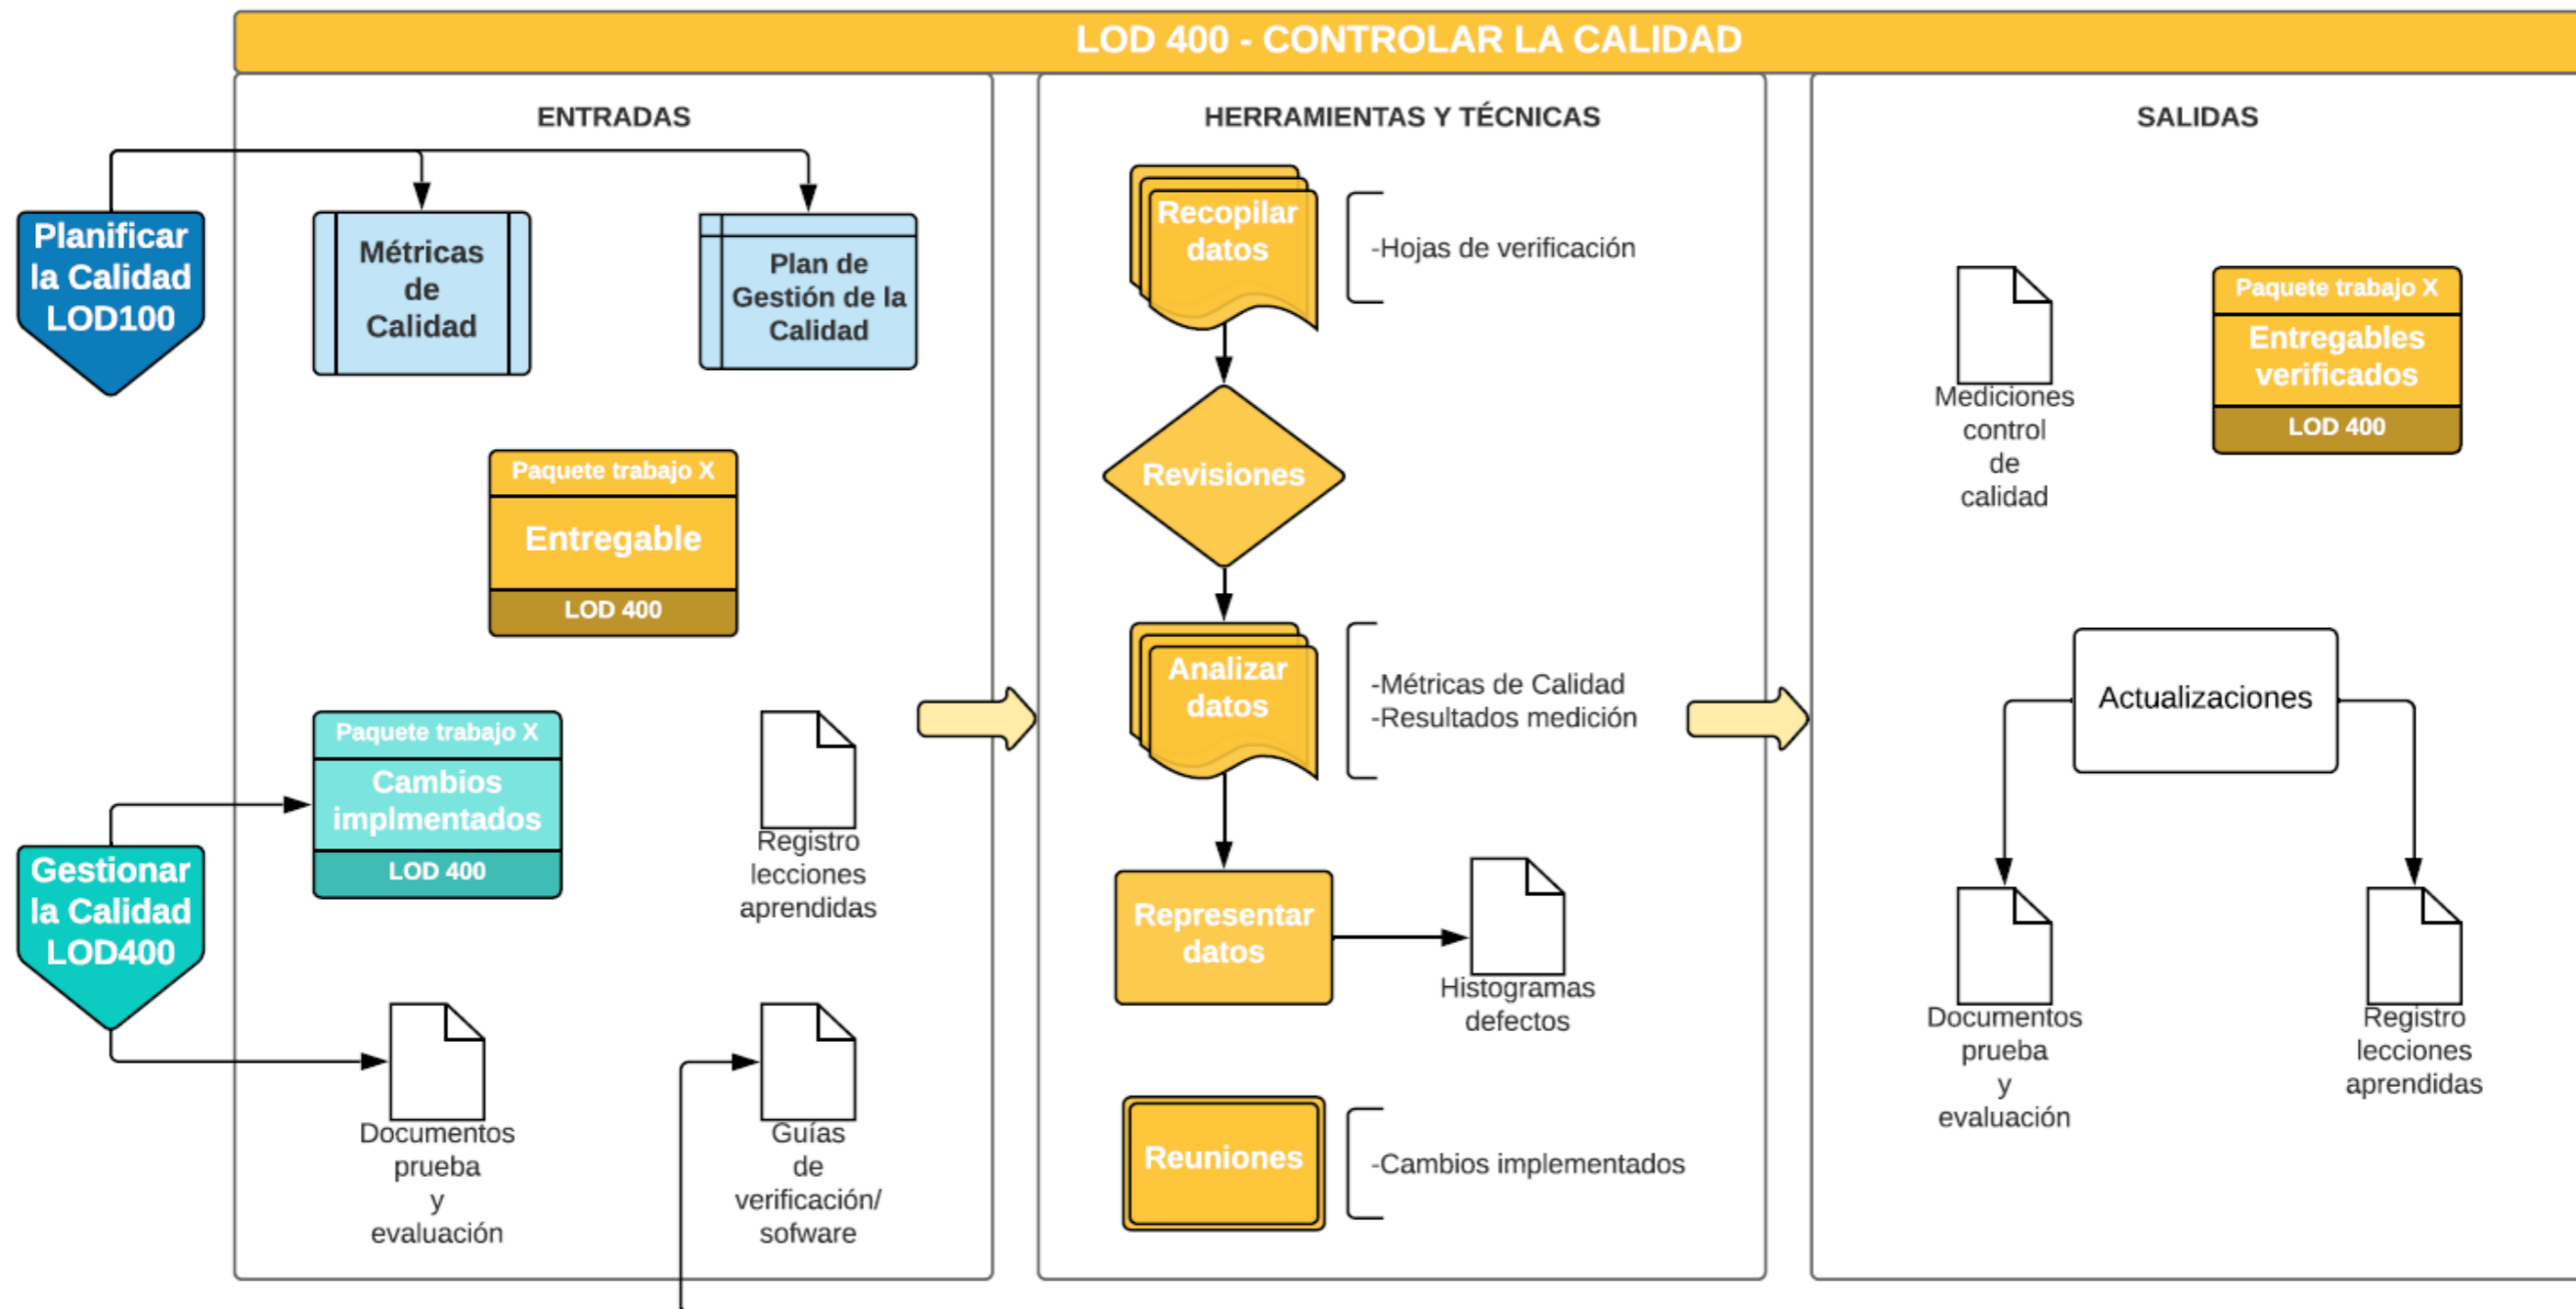 LOD 400 - CONTROLAR LA CALIDAD
ENTRADAS
Planificar
la Calidad
LOD100
Métricas
de
Calidad
Plan de
Gestión de la
Calidad
Paquete trabajo X
Entregable
LOD 400
Paquete trabajo X
Cambios
implmentados
LOD 400
Registro
lecciones
aprendidas
Gestionar
la Calidad
LOD400
Documentos
prueba
y
evaluación
Guías
de
verificación/
sofware
HERRAMIENTAS Y TÉCNICAS
Recopilar
datos
-Hojas de verificación
Revisiones
Analizar
datos
-Métricas de Calidad
-Resultados medición
Representar
datos
Histogramas
defectos
Reuniones
-Cambios implementados
SALIDAS
Mediciones
control
de
calidad
Paquete trabajo X
Entregables
verificados
LOD 400
Actualizaciones
Documentos
prueba
y
evaluación
Registro
lecciones
aprendidas